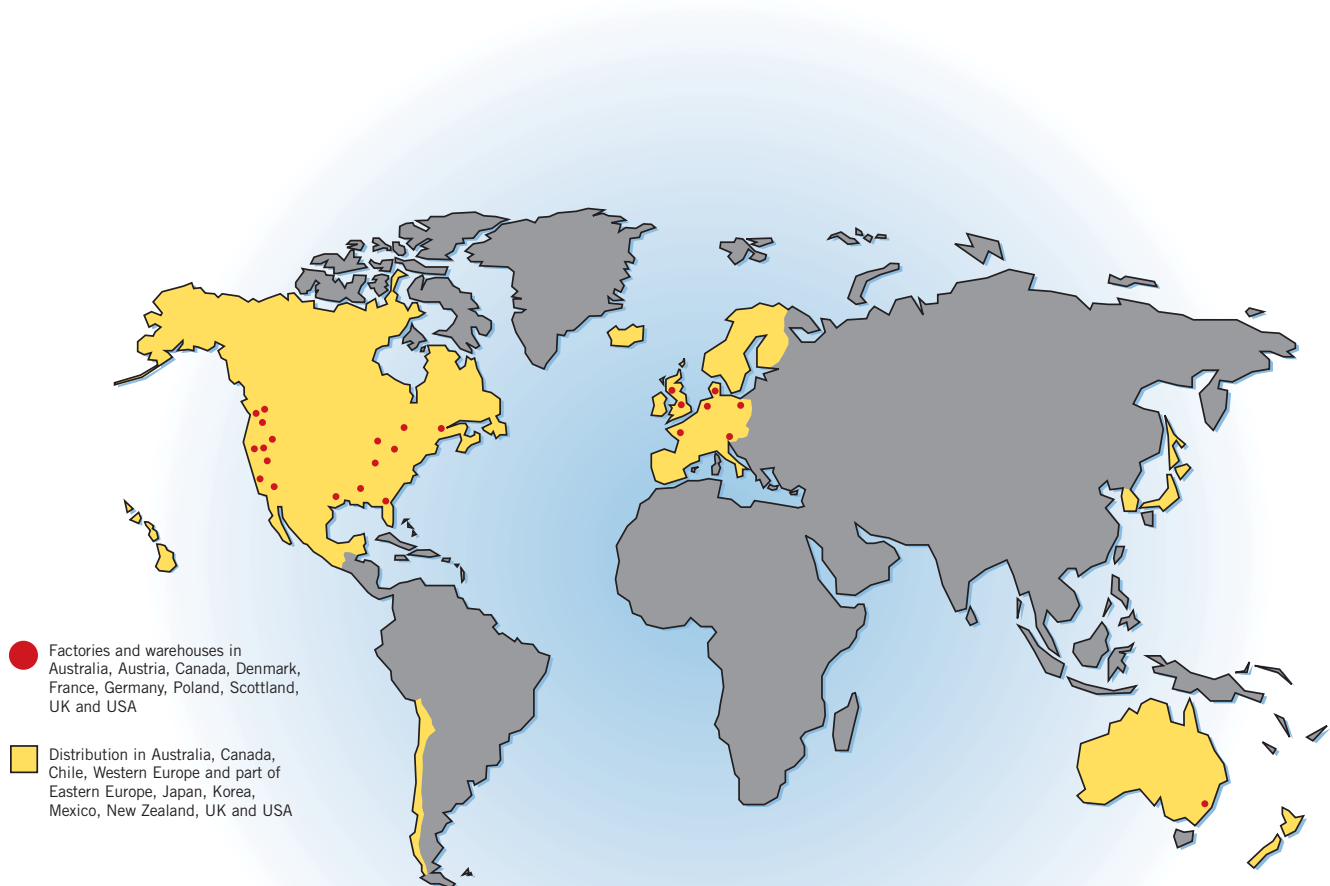 Factories and warehouses in
Australia, Austria, Canada, Denmark,
France, Germany, Poland, Scottland,
UK and USA
Distribution in Australia, Canada,
Chile, Western Europe and part of
Eastern Europe, Japan, Korea,
Mexico, New Zealand, UK and USA